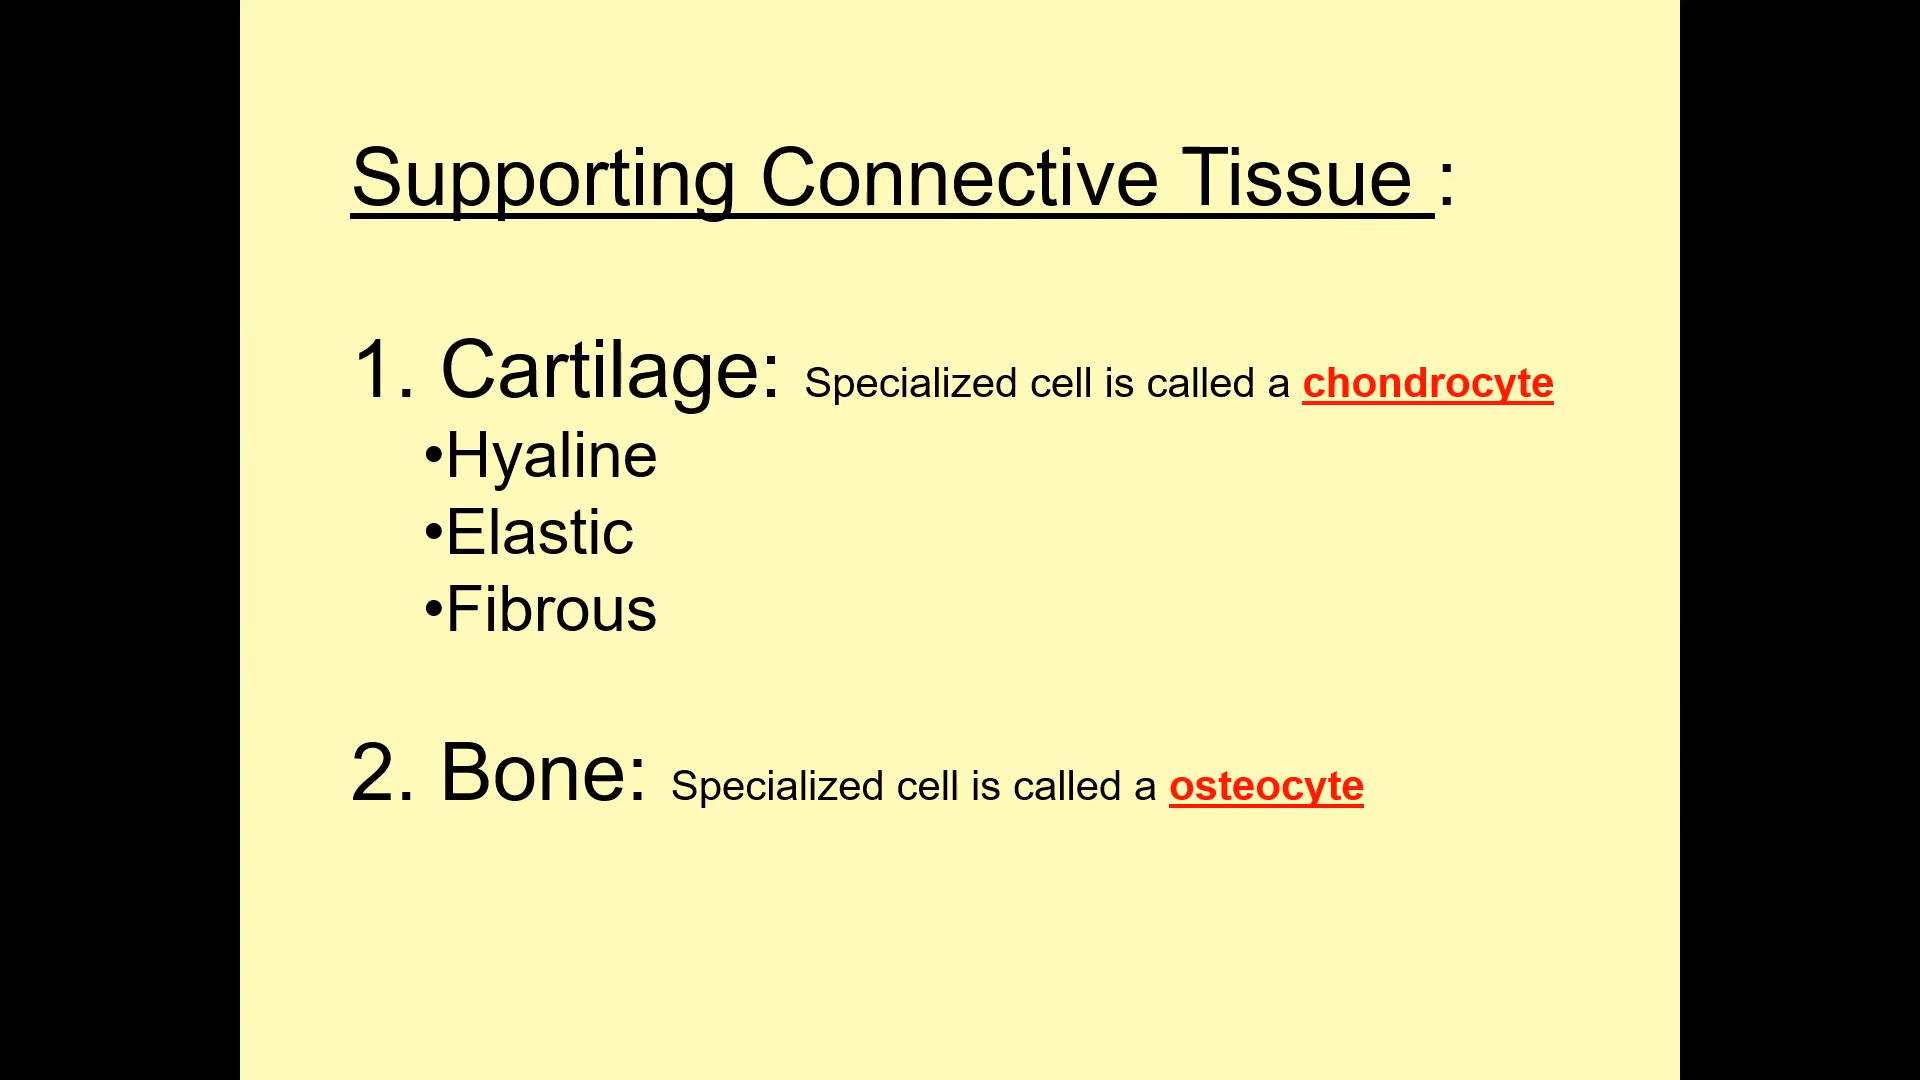 Supporting Connective Tissue :
1. Cartilage: Specialized cell is called a chondrocyte
•Hyaline
•Elastic
•Fibrous
2. Bone: Specialized cell is called a osteocyte